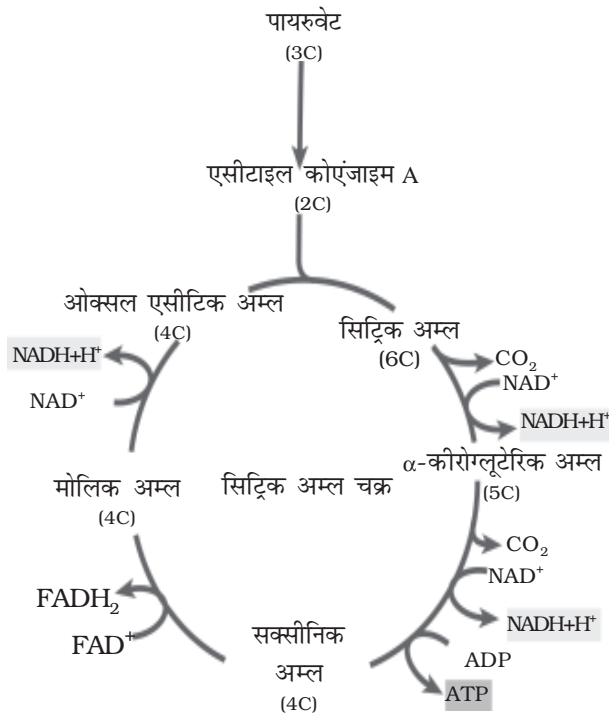 पायरुवेट
(3C)
एसीटाइल कोएंजाइम A
(2C)
ओक्सल एसीटिक अम्ल
(4C)
सिट्रिक अम्ल
(6C)
CO₂
NAD⁺
NADH+H⁺
NADH+H⁺
NAD⁺
α-कीरोग्लूटेरिक अम्ल
(5C)
मोलिक अम्ल
(4C)
सिट्रिक अम्ल चक्र
CO₂
NAD⁺
NADH+H⁺
FADH₂
FAD⁺
सक्सीनिक
अम्ल
(4C)
ADP
ATP